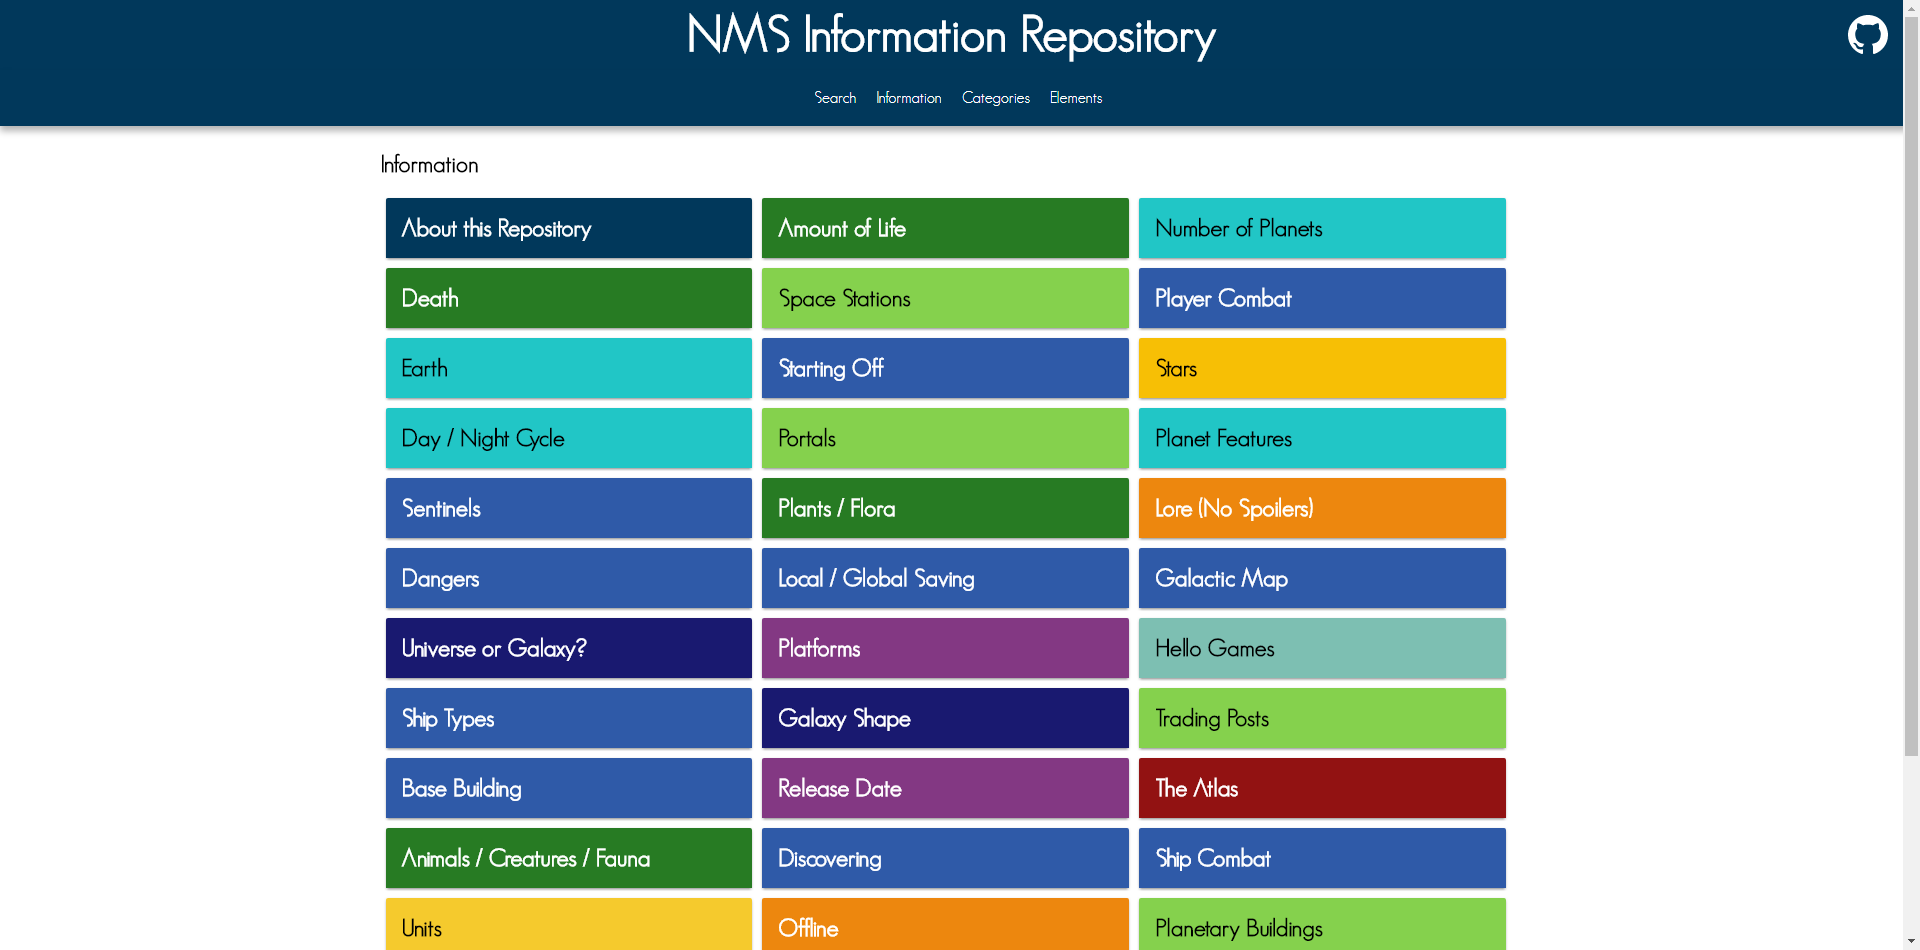 NMS Information Repository
Search Information Categories Elements
Information
About this Repository
Amount of Life
Number of Planets
Death
Space Stations
Player Combat
Earth
Starting Off
Stars
Day / Night Cycle
Portals
Planet Features
Sentinels
Plants / Flora
Lore (No Spoilers)
Dangers
Local / Global Saving
Galactic Map
Universe or Galaxy?
Platforms
Hello Games
Ship Types
Galaxy Shape
Trading Posts
Base Building
Release Date
The Atlas
Animals / Creatures / Fauna
Discovering
Ship Combat
Units
Offline
Planetary Buildings